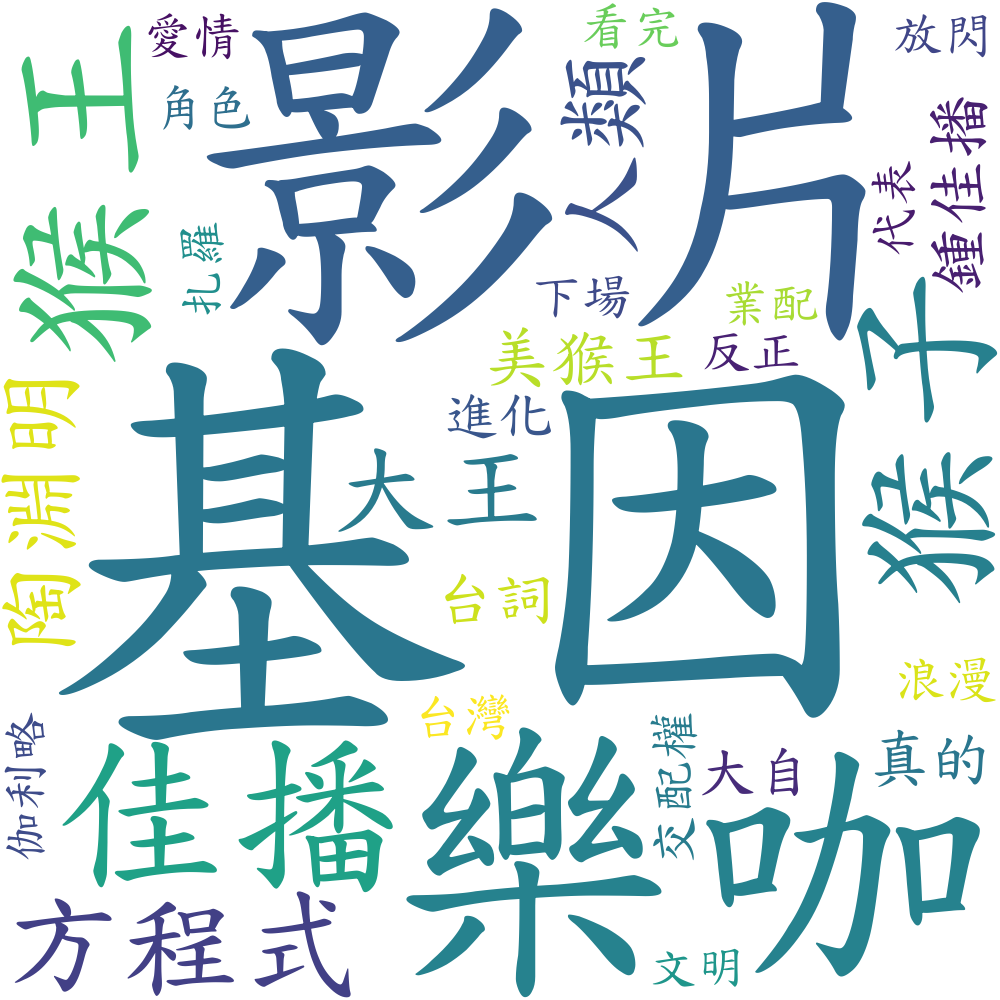 愛情
影片
看完
放閃
角色
人類
猴王
扎羅
代表
鍾佳播
下場
業配
美猴王
反正
猴子
陶淵明
進化
基因
大王
台詞
浪漫
台灣
伽利略
佳播
樂咖
交配權
大自
真的
方程式
文明